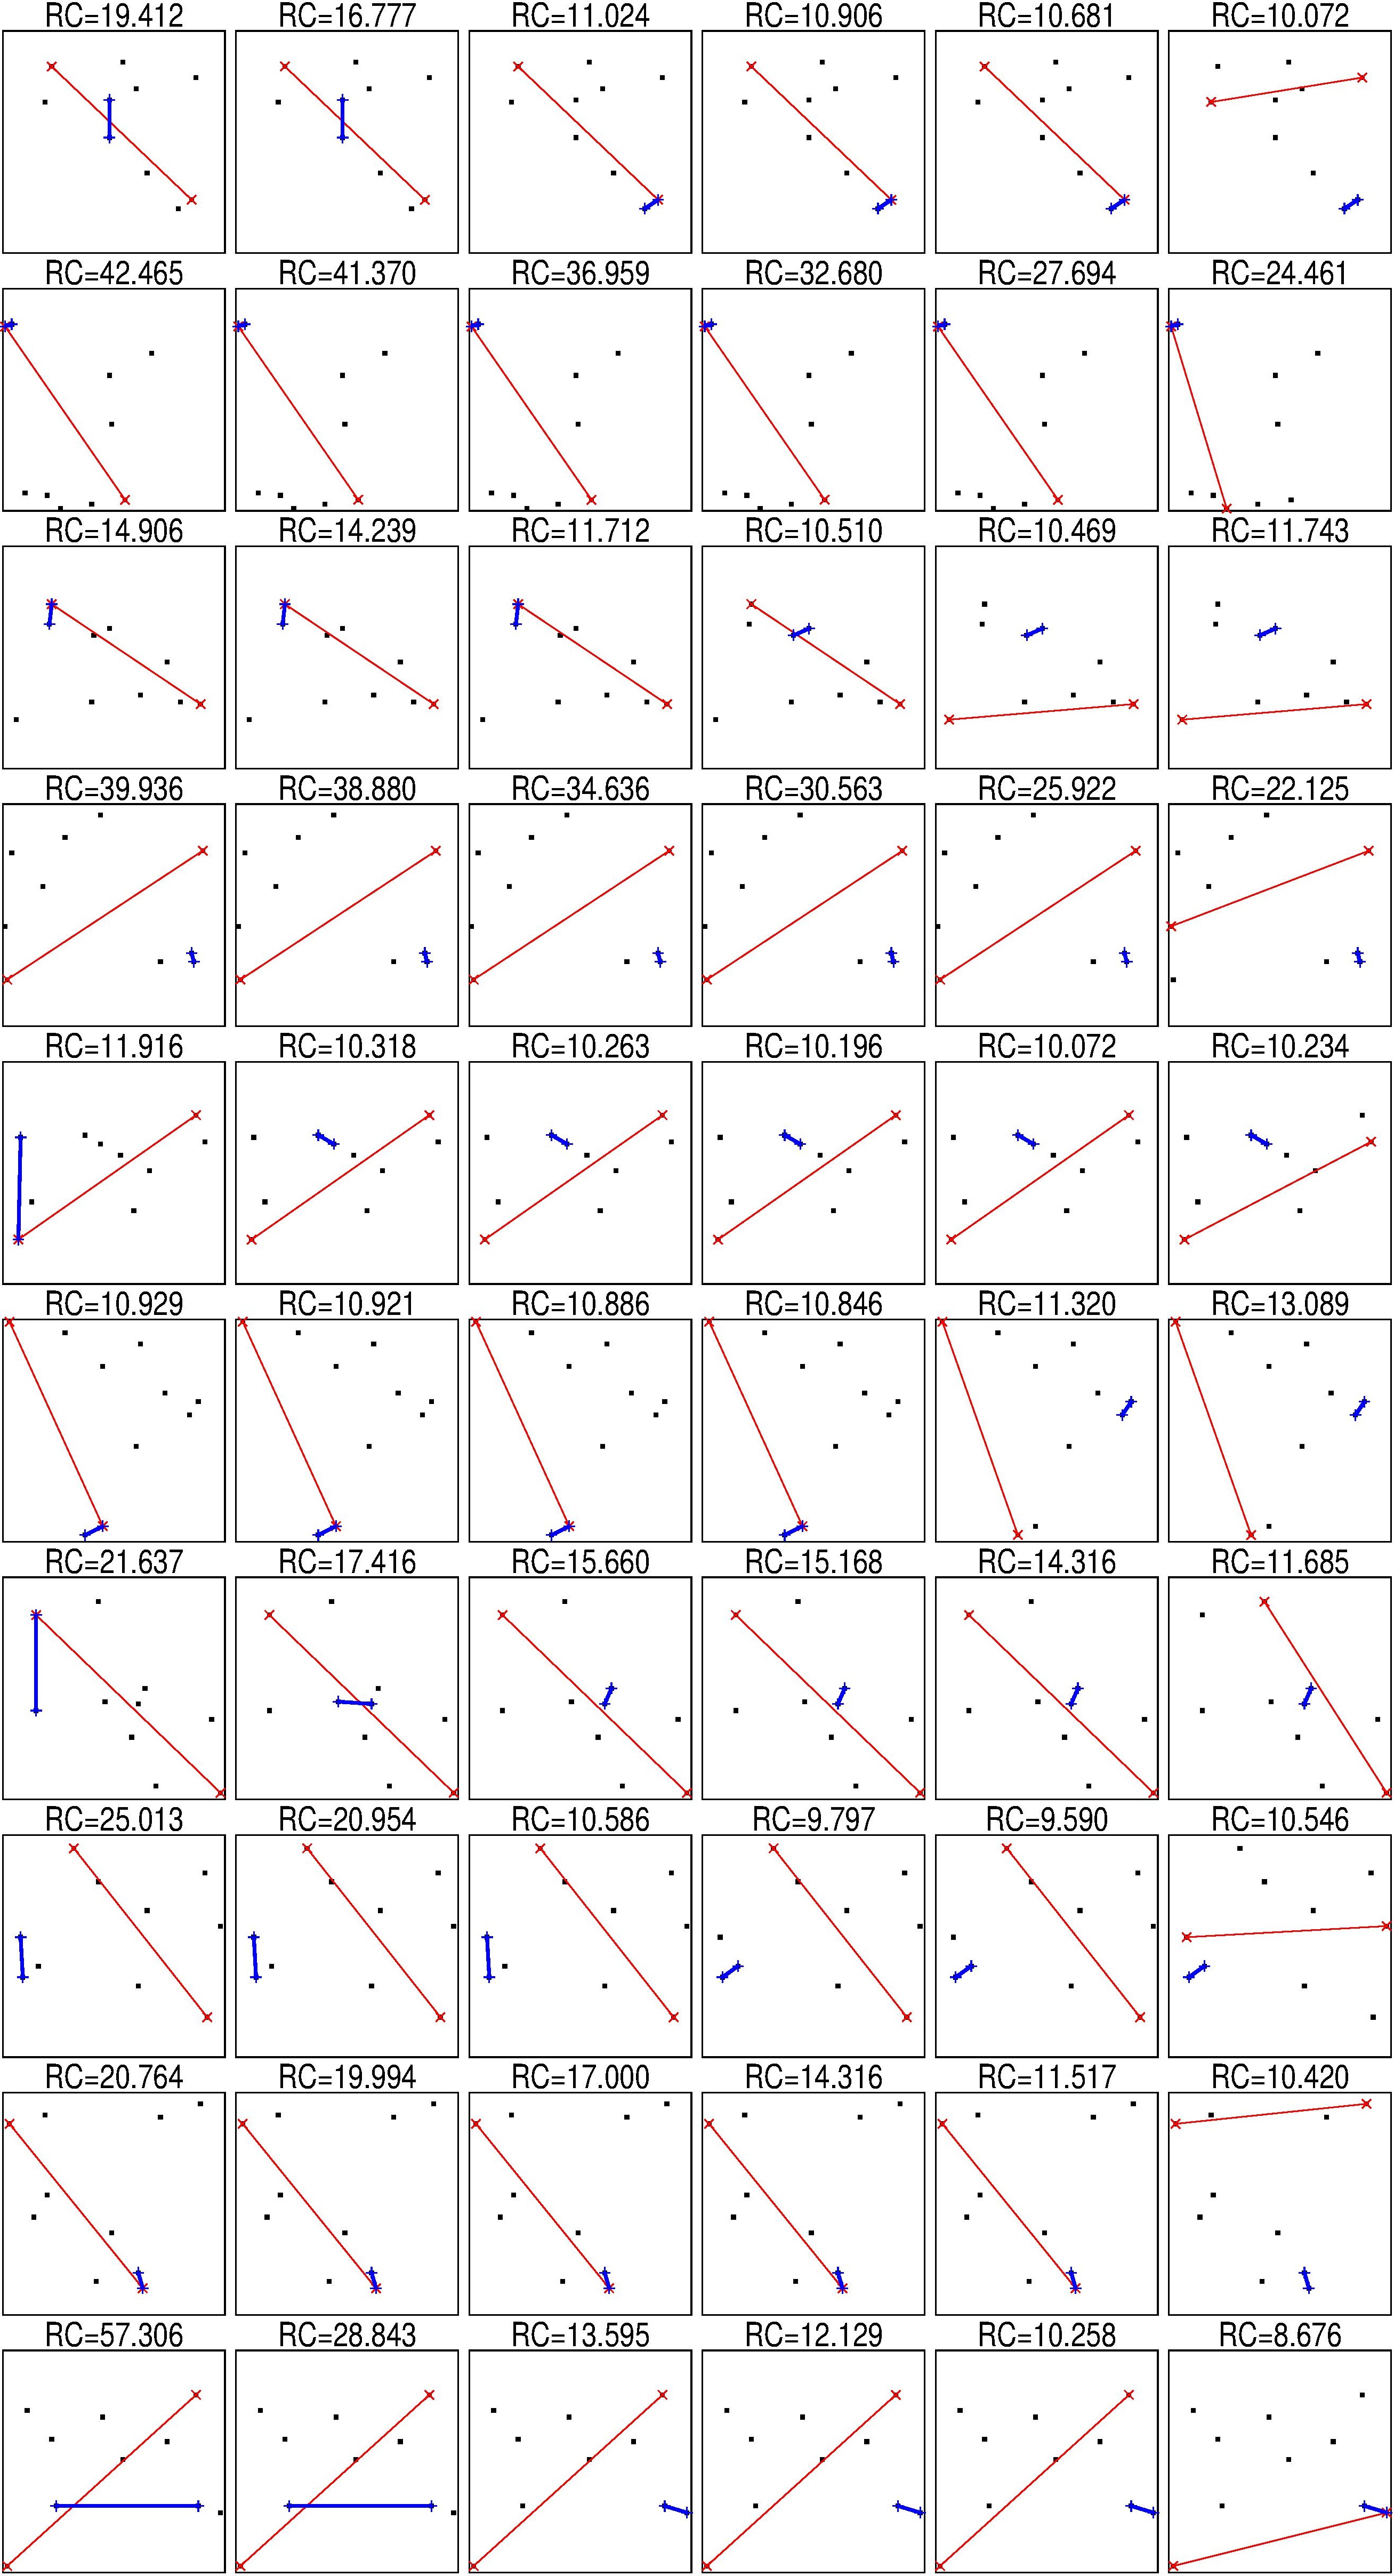 RC=19.412 RC=16.777 RC=11.024 RC=10.906 RC=10.681 RC=10.072
RC=42.465 RC=41.370 RC=36.959 RC=32.680 RC=27.694 RC=24.461
RC=14.906 RC=14.239 RC=11.712 RC=10.510 RC=10.469 RC=11.743
RC=39.936 RC=38.880 RC=34.636 RC=30.563 RC=25.922 RC=22.125
RC=11.916 RC=10.318 RC=10.263 RC=10.196 RC=10.072 RC=10.234
RC=10.929 RC=10.921 RC=10.886 RC=10.846 RC=11.320 RC=13.089
RC=21.637 RC=17.416 RC=15.660 RC=15.168 RC=14.316 RC=11.685
RC=25.013 RC=20.954 RC=10.586 RC=9.797 RC=9.590 RC=10.546
RC=20.764 RC=19.994 RC=17.000 RC=14.316 RC=11.517 RC=10.420
RC=57.306 RC=28.843 RC=13.595 RC=12.129 RC=10.258 RC=8.676